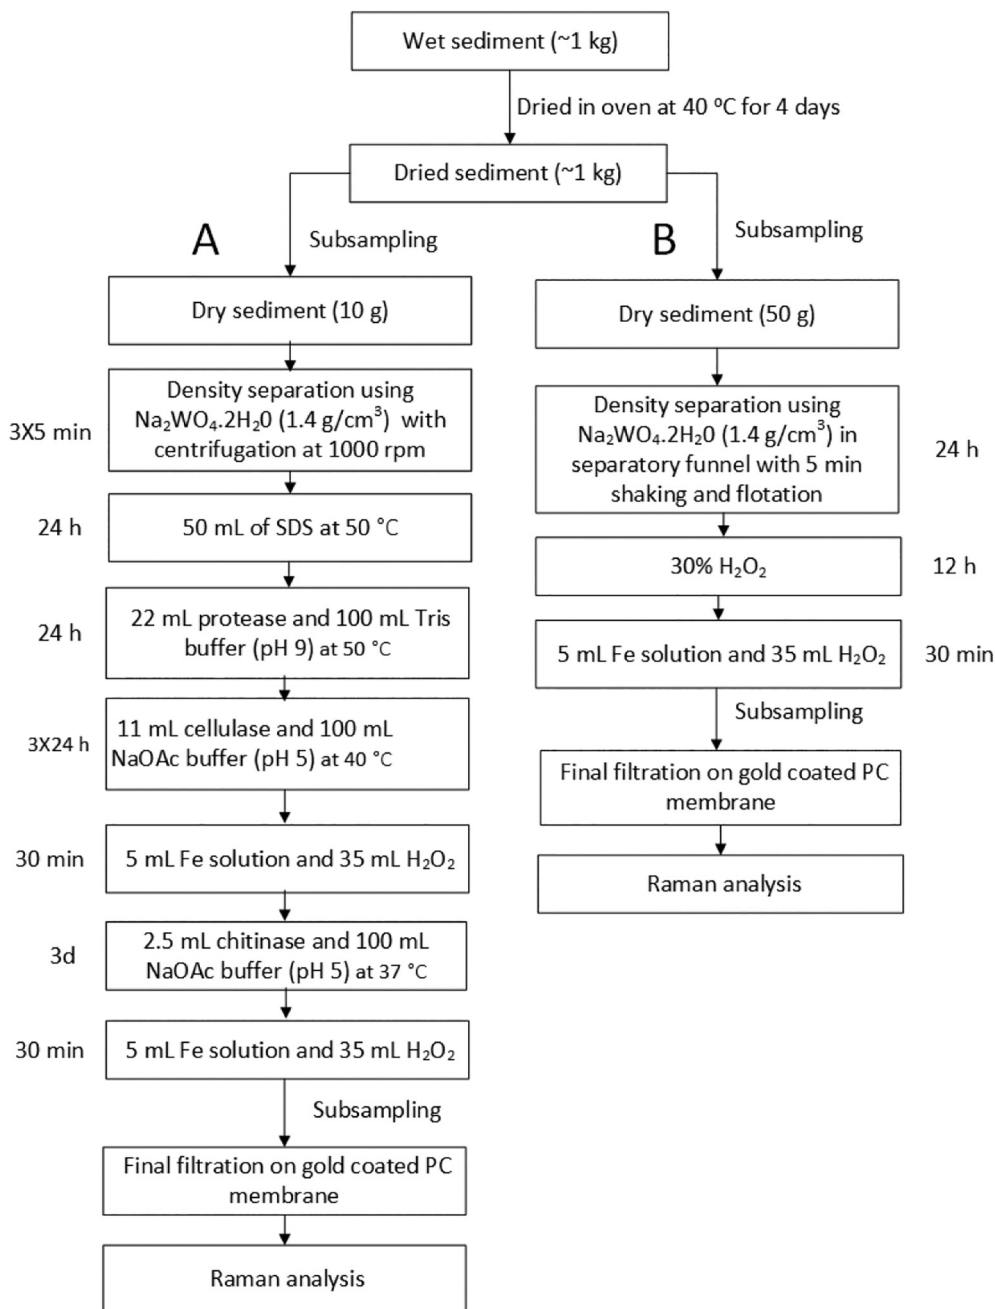 Wet sediment (~1 kg)
Dried in oven at 40 ºC for 4 days
Dried sediment (~1 kg)
A
Subsampling
Dry sediment (10 g)
3X5 min
Density separation using
Na₂WO₄.2H₂0 (1.4 g/cm³) with
centrifugation at 1000 rpm
24 h
50 mL of SDS at 50 °C
24 h
22 mL protease and 100 mL Tris
buffer (pH 9) at 50 °C
3X24 h
11 mL cellulase and 100 mL
NaOAc buffer (pH 5) at 40 °C
30 min
5 mL Fe solution and 35 mL H₂O₂
3d
2.5 mL chitinase and 100 mL
NaOAc buffer (pH 5) at 37 °C
30 min
5 mL Fe solution and 35 mL H₂O₂
Subsampling
Final filtration on gold coated PC
membrane
Raman analysis
B
Subsampling
Dry sediment (50 g)
Density separation using
Na₂WO₄.2H₂0 (1.4 g/cm³) in
separatory funnel with 5 min
shaking and flotation
24 h
30% H₂O₂
12 h
5 mL Fe solution and 35 mL H₂O₂
30 min
Subsampling
Final filtration on gold coated PC
membrane
Raman analysis